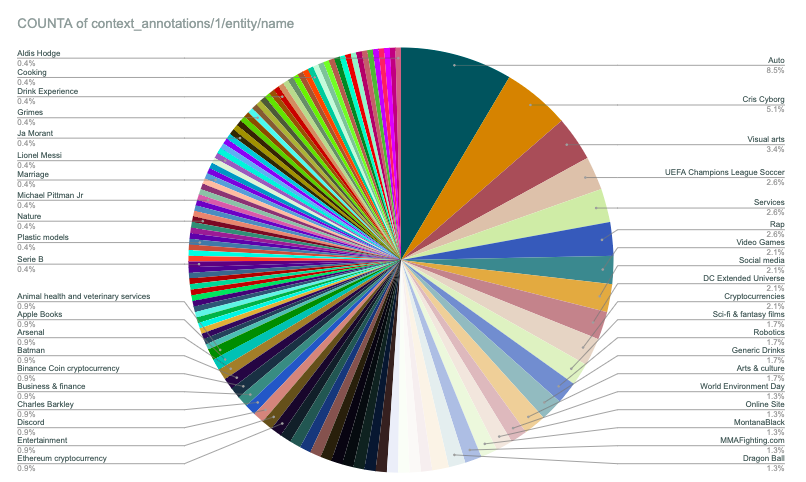 COUNTA of context_annotations/1/entity/name
Aldis Hodge
0.4%
Cooking
0.4%
Drink Experience
0.4%
Grimes
0.4%
Ja Morant
0.4%
Lionel Messi
0.4%
Marriage
0.4%
Michael Pittman Jr
0.4%
Nature
0.4%
Plastic models
0.4%
Serie B
0.4%
Animal health and veterinary services
0.9%
Apple Books
0.9%
Arsenal
0.9%
Batman
0.9%
Binance Coin cryptocurrency
0.9%
Business & finance
0.9%
Charles Barkley
0.9%
Discord
0.9%
Entertainment
0.9%
Ethereum cryptocurrency
0.9%
Auto
8.5%
Cris Cyborg
5.1%
Visual arts
3.4%
UEFA Champions League Soccer
2.6%
Services
2.6%
Rap
2.6%
Video Games
2.1%
Social media
2.1%
DC Extended Universe
2.1%
Cryptocurrencies
2.1%
Sci-fi & fantasy films
1.7%
Robotics
1.7%
Generic Drinks
1.7%
Arts & culture
1.7%
World Environment Day
1.3%
Online Site
1.3%
MontanaBlack
1.3%
MMAFighting.com
1.3%
Dragon Ball
1.3%